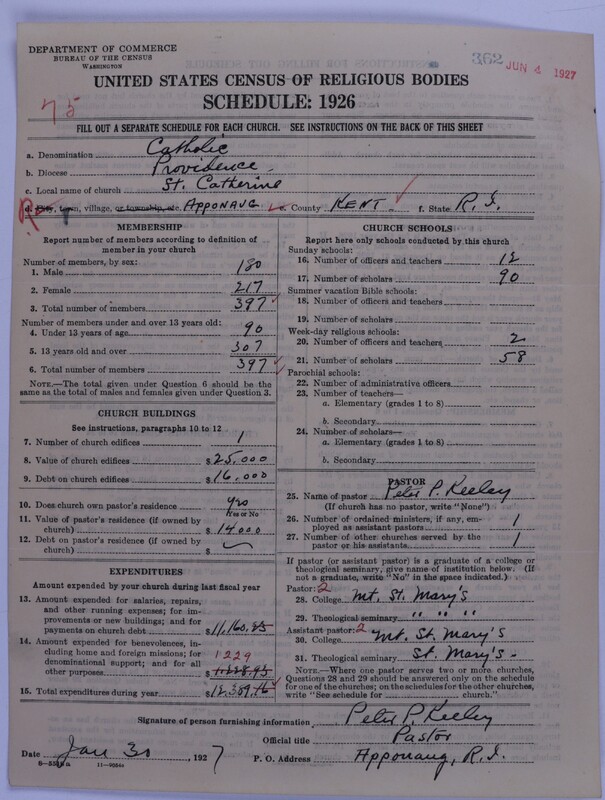 DEPARTMENT OF COMMERCE
BUREAU OF THE CENSUS
WASHINGTON
362 JUN 4 1927
UNITED STATES CENSUS OF RELIGIOUS BODIES
SCHEDULE: 1926
75
FILL OUT A SEPARATE SCHEDULE FOR EACH CHURCH. SEE INSTRUCTIONS ON THE BACK OF THIS SHEET
a. Denomination Catholic
b. Diocese Providence
c. Local name of church St. Catherine
d. City, town, village, or township, etc. APPONAUG e. County KENT f. State R.I.
MEMBERSHIP
Report number of members according to definition of
member in your church
Number of members, by sex:
1. Male 180
2. Female 217
3. Total number of members 397
Number of members under and over 13 years old:
4. Under 13 years of age 90
5. 13 years old and over 307
6. Total number of members 397
NOTE.—The total given under Question 6 should be
same as the total of males and females given under Question 3.
CHURCH BUILDINGS
See instructions, paragraphs 10 to 12
7. Number of church edifices 1
8. Value of church edifices $25,000
9. Debt on church edifices $16,000
10. Does church own pastor's residence? yes
Yes or No
11. Value of pastor's residence (if owned by
church) $14000
12. Debt on pastor's residence (if owned by
church) $
EXPENDITURES
Amount expended by your church during last fiscal year
13. Amount expended for salaries, repairs,
and other running expenses; for im-
provements or new buildings; and for
payments on church debt $11,160.25
14. Amount expended for benevolences, in-
cluding home and foreign missions; for
denominational support; and for all 1229
other purposes $1,228.93
15. Total expenditures during year $12,389.16
CHURCH SCHOOLS
Report here only schools conducted by this church
Sunday schools:
16. Number of officers and teachers 12
17. Number of scholars 90
Summer vacation Bible schools:
18. Number of officers and teachers
19. Number of scholars
Week-day religious schools:
20. Number of officers and teachers 2
21. Number of scholars 58
Parochial schools:
22. Number of administrative officers
23. Number of teachers—
a. Elementary (grades 1 to 8)
b. Secondary
24. Number of scholars—
a. Elementary (grades 1 to 8)
b. Secondary
PASTOR
25. Name of pastor Peter P. Keeley
(If church has no pastor, write "None")
26. Number of ordained ministers, if any, em-
ployed as assistant pastors 1
27. Number of other churches served by the
pastor or his assistants 1
If pastor (or assistant pastor) is a graduate of a college or
theological seminary, give name of institution below. (If
not a graduate, write "No" in the space indicated.)
Pastor: 2
28. College Mt. St. Mary's
29. Theological seminary " " "
Assistant pastor: 2
30. College Mt. St. Mary's
31. Theological seminary St. Mary's
NOTE.—Where one pastor serves two or more churches,
Questions 28 and 29 should be answered only on the schedule
for one of the churches; on the schedules for the other churches,
write "See schedule for church."
Signature of person furnishing information Peter P. Keeley
Official title Pastor
Date Jan 30, 1927 P. O. Address Apponaug, R.I.